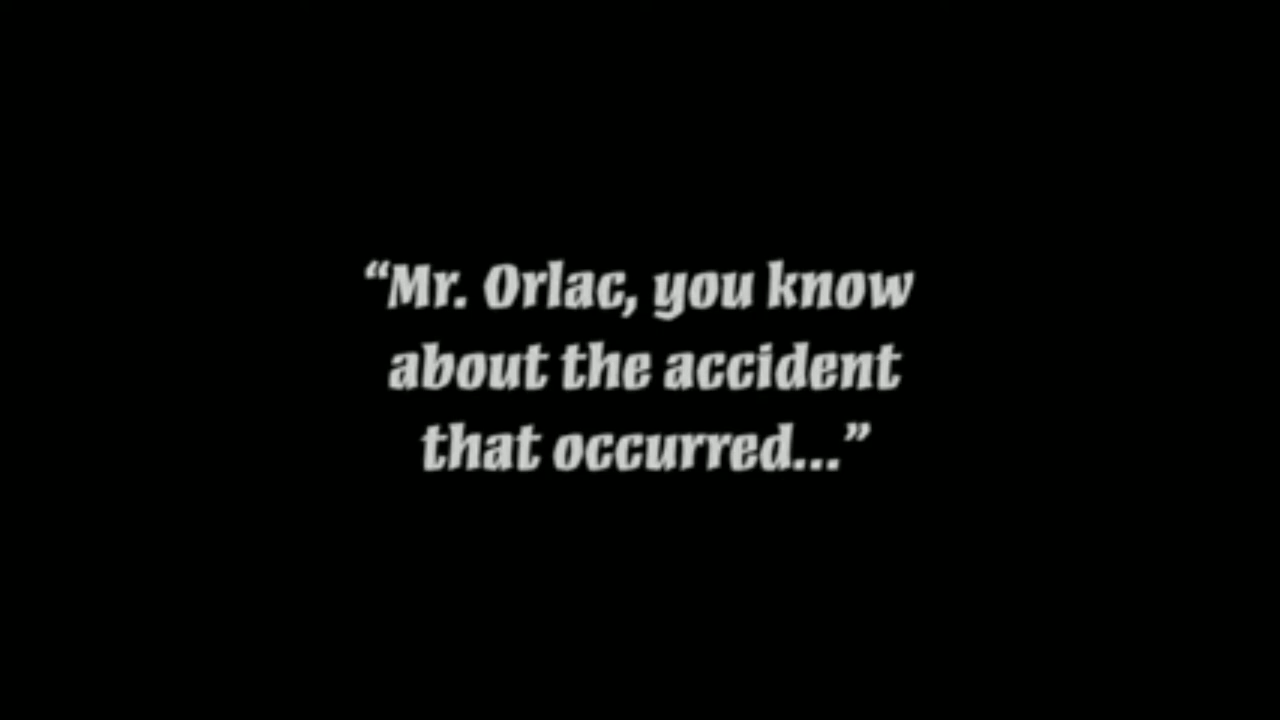 “Mr. Orlac, you know
about the accident
that occurred...”